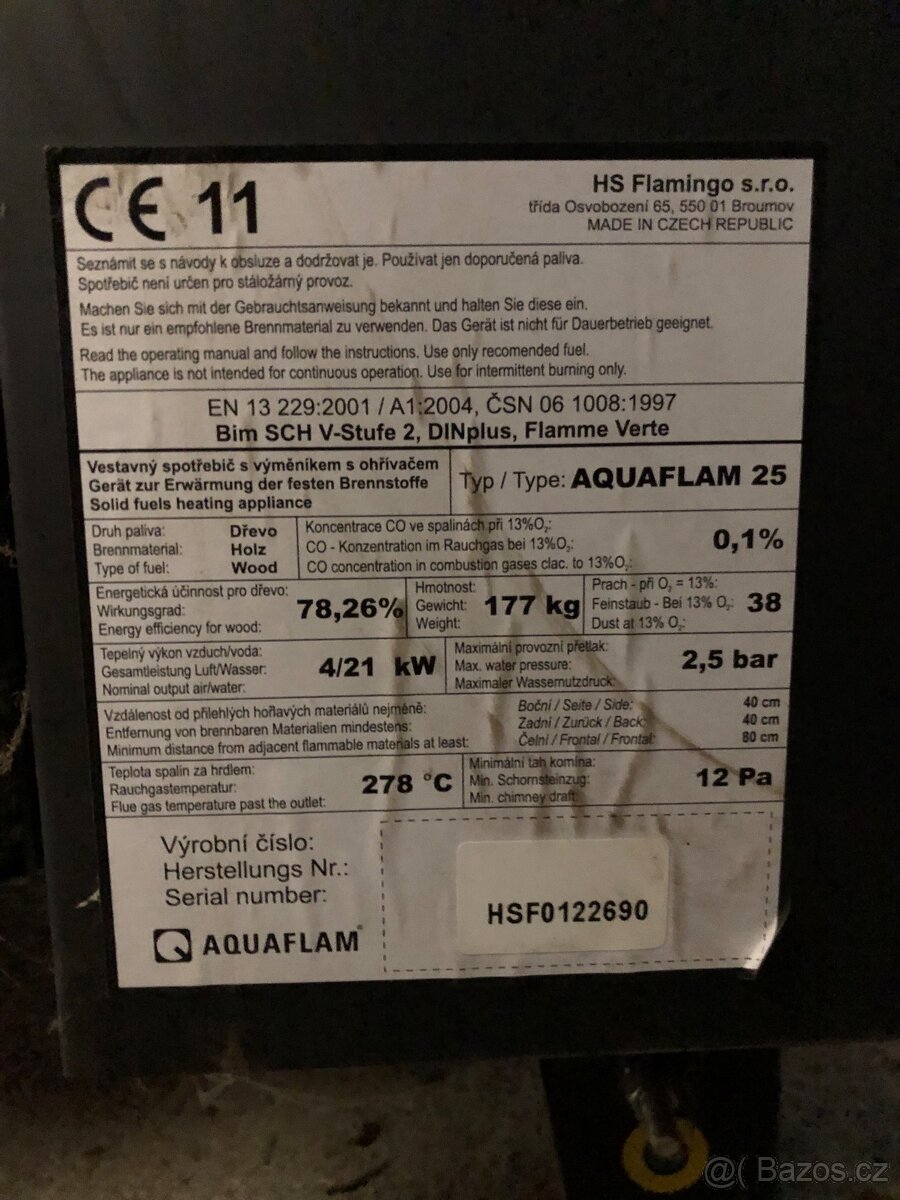 CE 11
HS Flamingo s.r.o.
třída Osvobození 65, 550 01 Broumov
MADE IN CZECH REPUBLIC
Seznámit se s návody k obsluze a dodržovat je. Používat jen doporučená paliva.
Spotřebič není určen pro stáložárný provoz.
Machen Sie sich mit der Gebrauchtsanweisung bekannt und halten Sie diese ein.
Es ist nur ein empfohlene Brennmaterial zu verwenden. Das Gerät ist nicht für Dauerbetrieb geeignet.
Read the operating manual and follow the instructions. Use only recomended fuel.
The appliance is not intended for continuous operation. Use for intermittent burning only.
EN 13 229:2001 / A1:2004, ČSN 06 1008:1997
Bim SCH V-Stufe 2, DINplus, Flamme Verte
Vestavný spotřebič s výměníkem s ohřívačem
Gerät zur Erwärmung der festen Brennstoffe
Solid fuels heating appliance
Typ / Type: AQUAFLAM 25
Druh paliva: Dřevo
Brennmaterial: Holz
Type of fuel: Wood
Koncentrace CO ve spalinách při 13%O2:
CO - Konzentration im Rauchgas bei 13%O2:
CO concentration in combustion gases clac. to 13%O2:
0,1%
Energetická účinnost pro dřevo:
Wirkungsgrad:
Energy efficiency for wood:
78,26%
Hmotnost:
Gewicht:
Weight:
177 kg
Prach - při O2 = 13%:
Feinstaub - Bei 13% O2:
Dust at 13% O2:
38
Tepelný výkon vzduch/voda:
Gesamtleistung Luft/Wasser:
Nominal output air/water:
4/21 kW
Maximální provozní přetlak:
Max. water pressure:
Maximaler Wassernutzdruck:
2,5 bar
Vzdálenost od přilehlých hořlavých materiálů nejméně:
Entfernung von brennbaren Materialien mindestens:
Minimum distance from adjacent flammable materials at least:
Boční / Seite / Side: 40 cm
Zadní / Zurück / Back: 40 cm
Čelní / Frontal / Frontal: 80 cm
Teplota spalin za hrdlem:
Rauchgastemperatur:
Flue gas temperature past the outlet:
278 °C
Minimální tah komína:
Min. Schornsteinzug:
Min. chimney draft:
12 Pa
Výrobní číslo:
Herstellungs Nr.:
Serial number:
HSF0122690
AQUAFLAM®
@( Bazos.cz